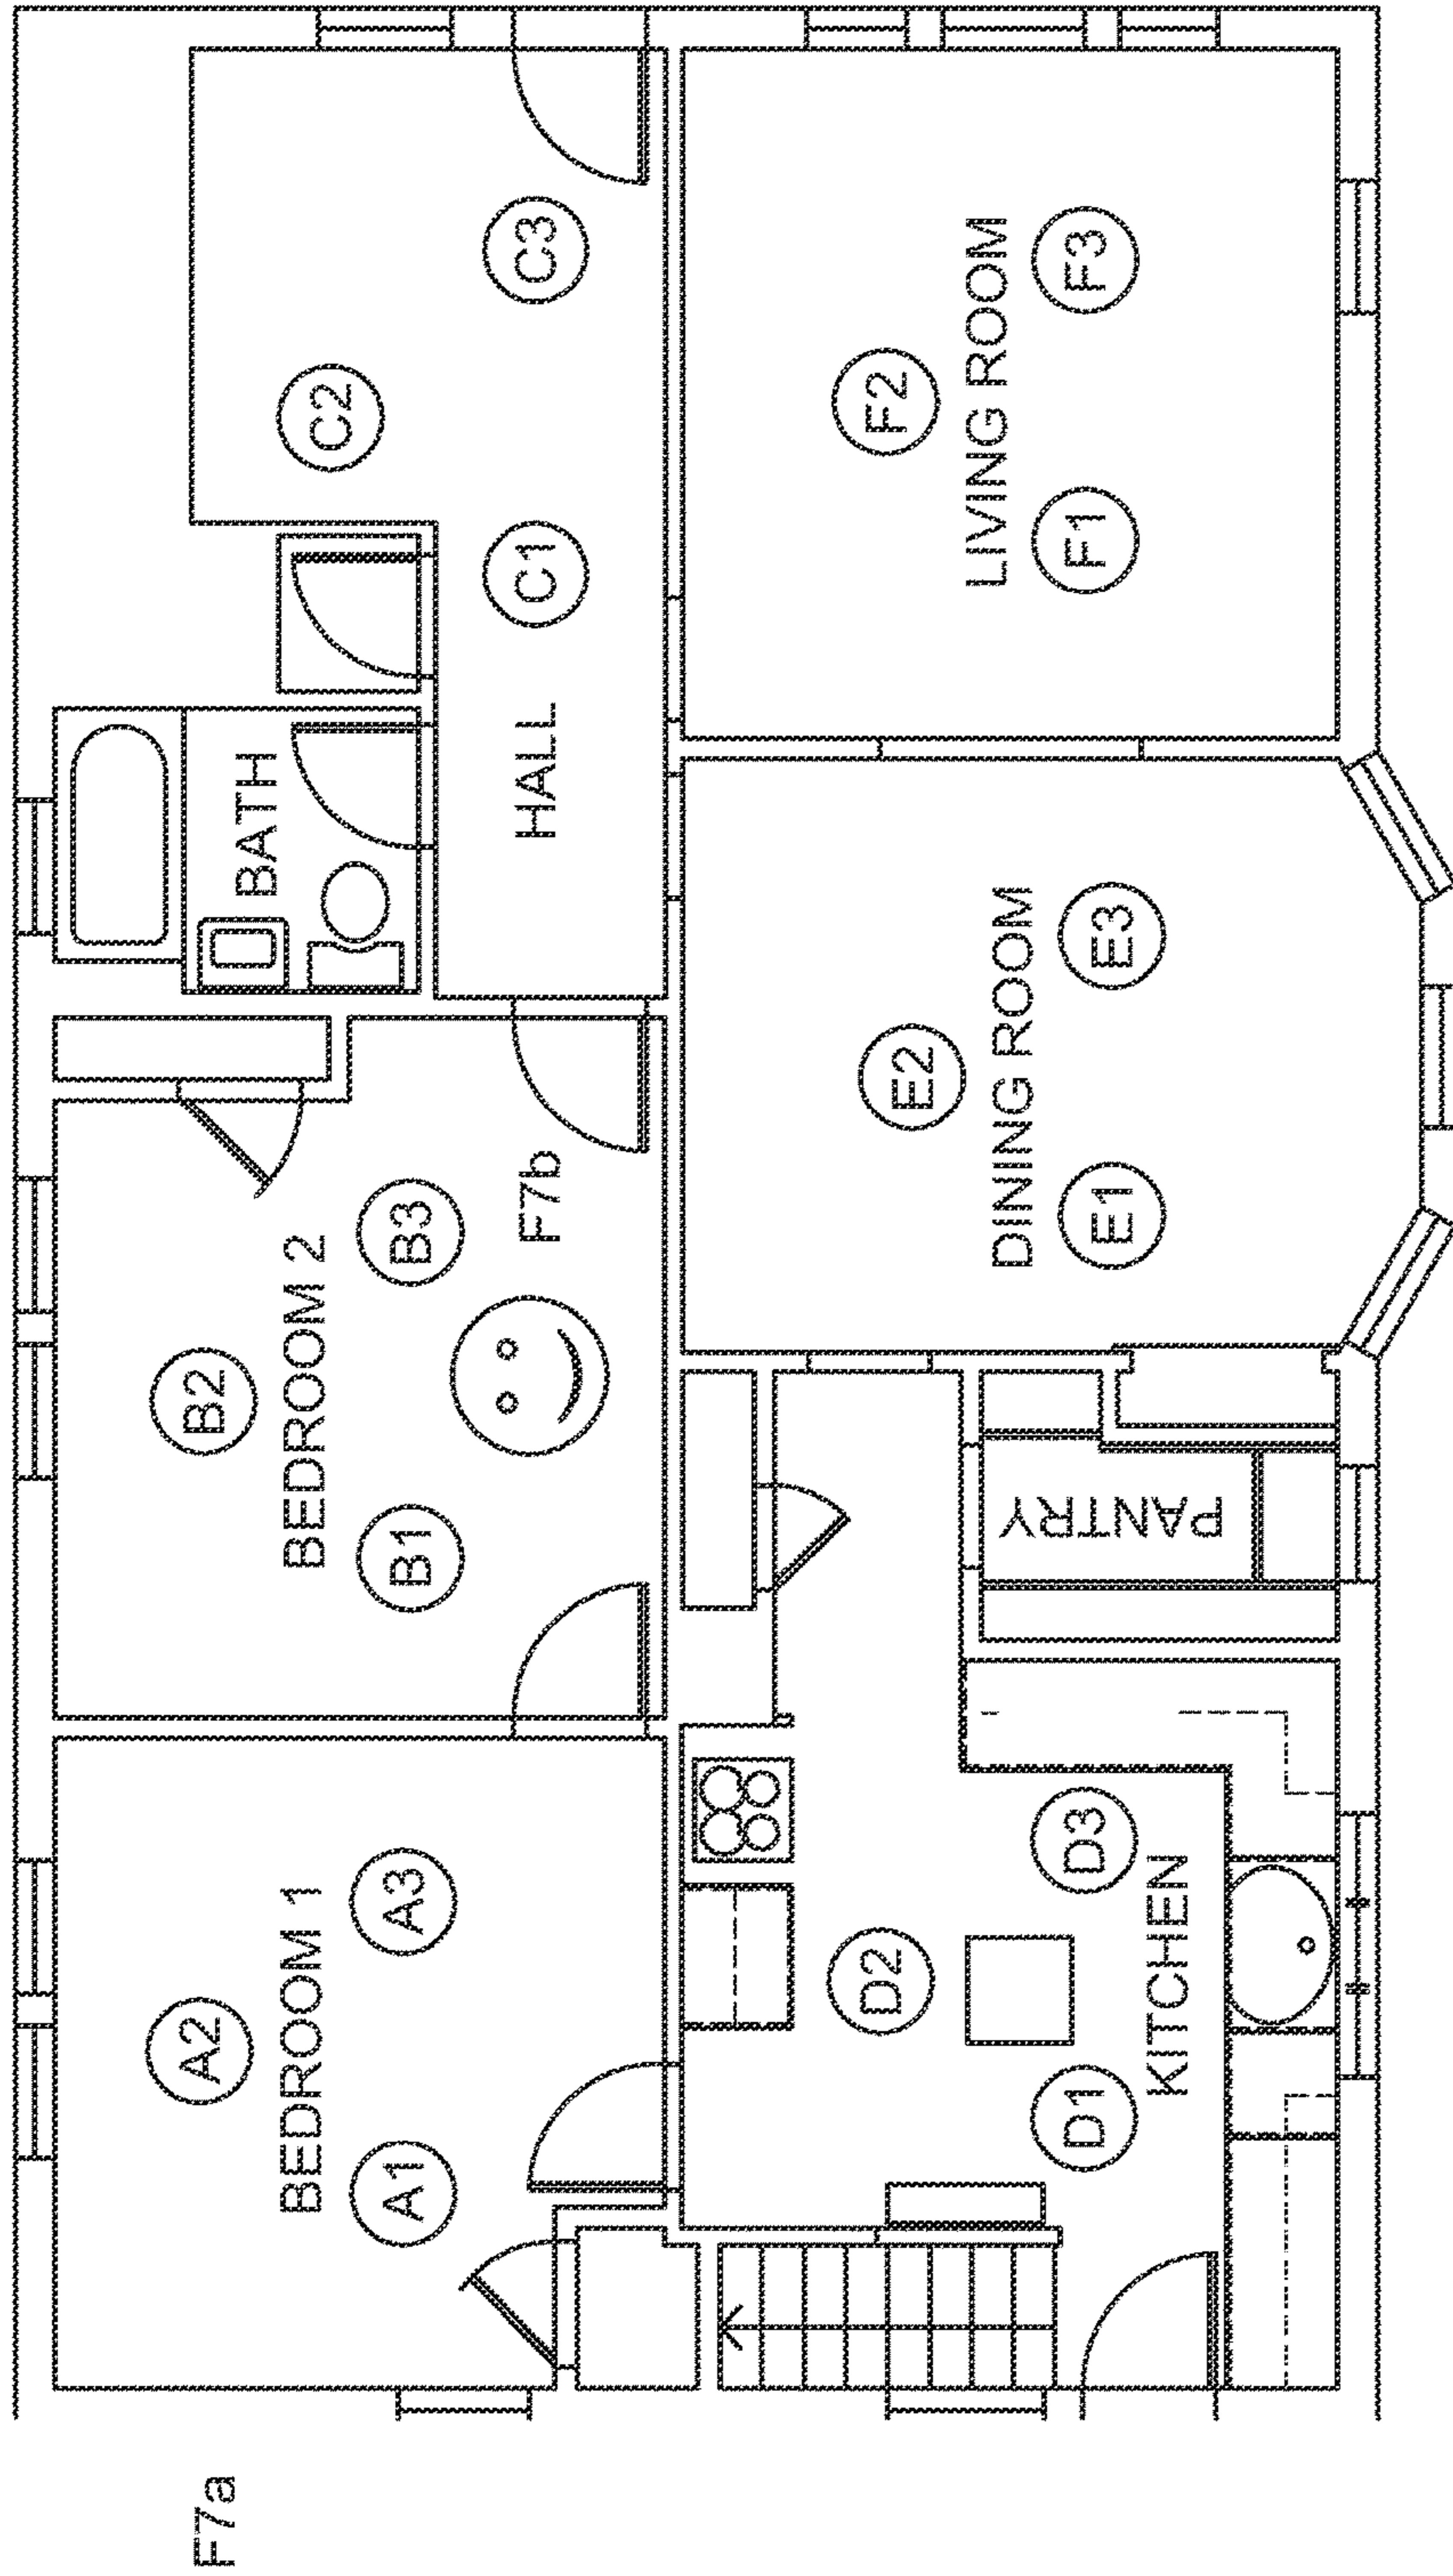 A2
B2
BATH
C2
BEDROOM 1
BEDROOM 2
A1
A3
B1
B3
HALL
C1
C3
F7b
D2
E2
F2
LIVING ROOM
DINING ROOM
D1
D3
E1
E3
F1
F3
KITCHEN
PANTRY
F7a